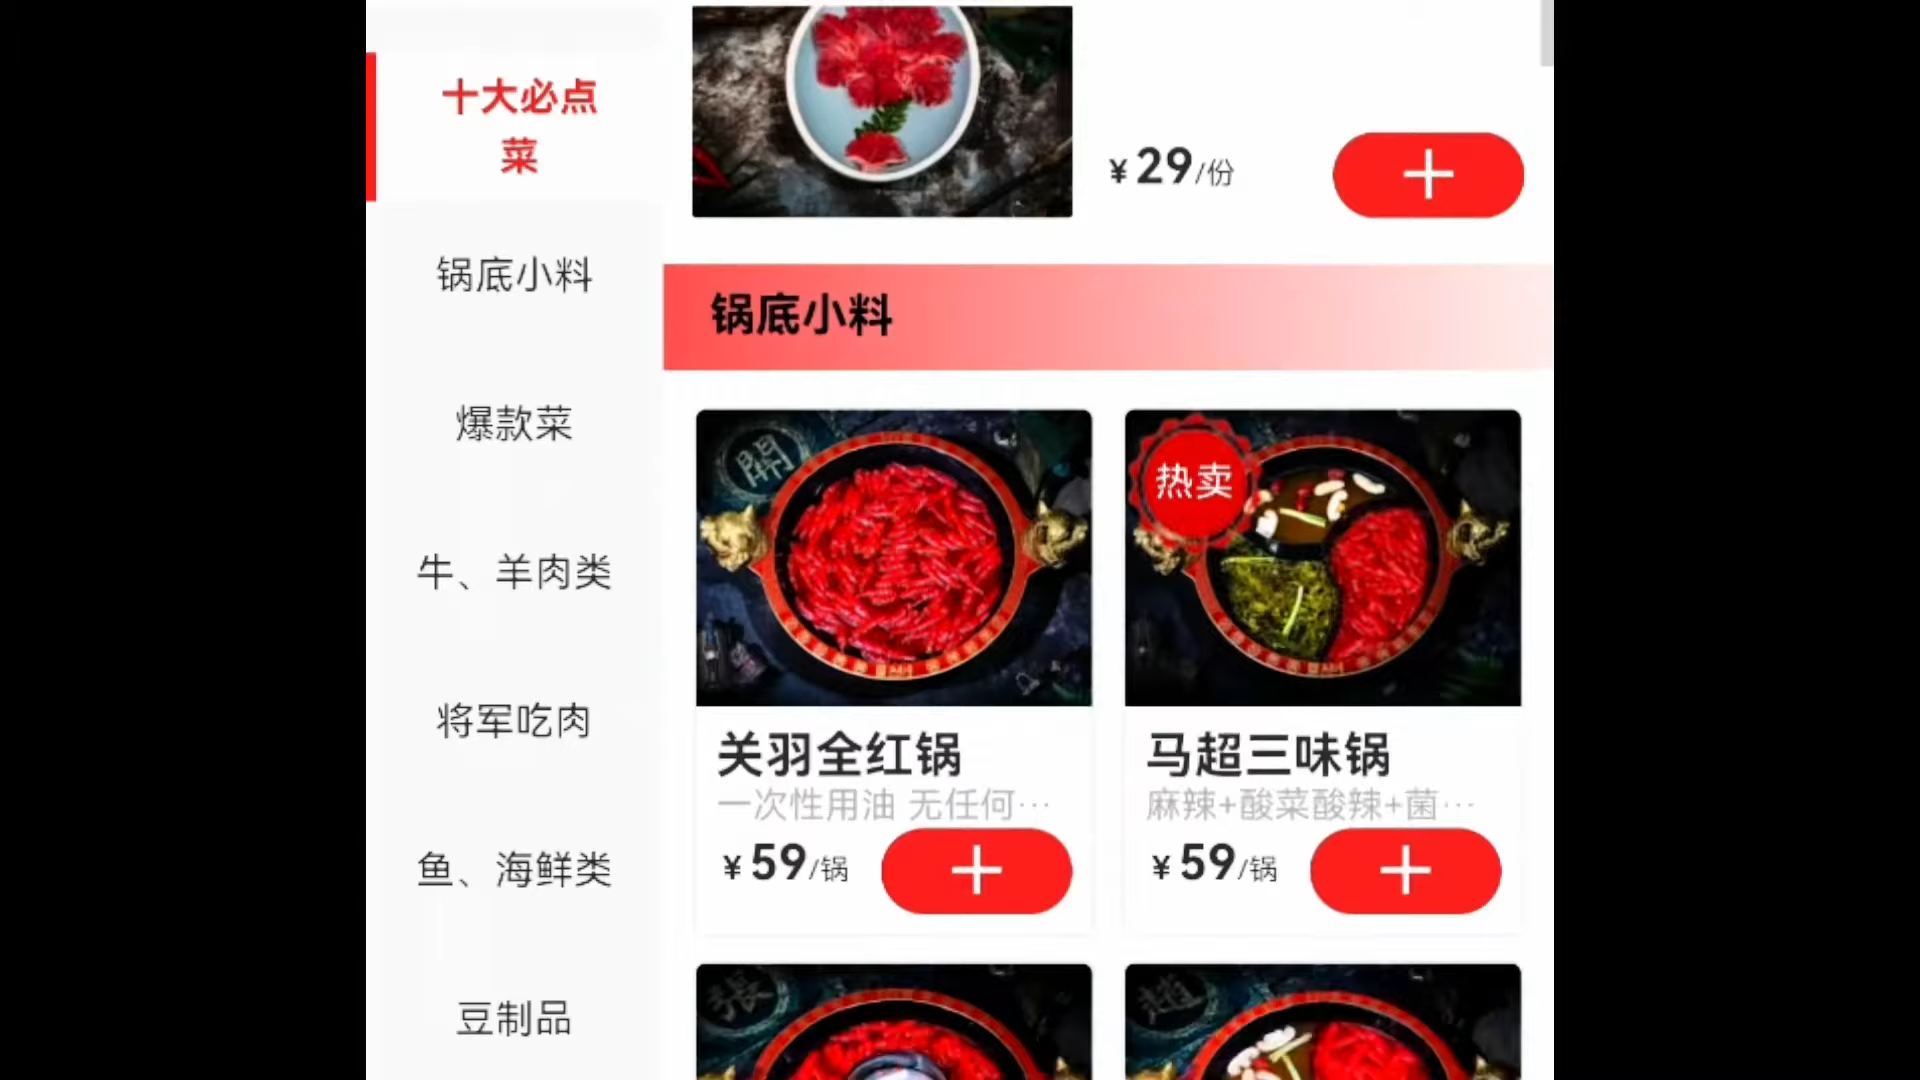 十大必点
菜
锅底小料
爆款菜
牛、羊肉类
将军吃肉
鱼、海鲜类
豆制品
¥29/份
锅底小料
開
热卖
关羽全红锅
一次性用油 无任何…
¥59/锅
马超三味锅
麻辣+酸菜酸辣+菌…
¥59/锅
張
趙